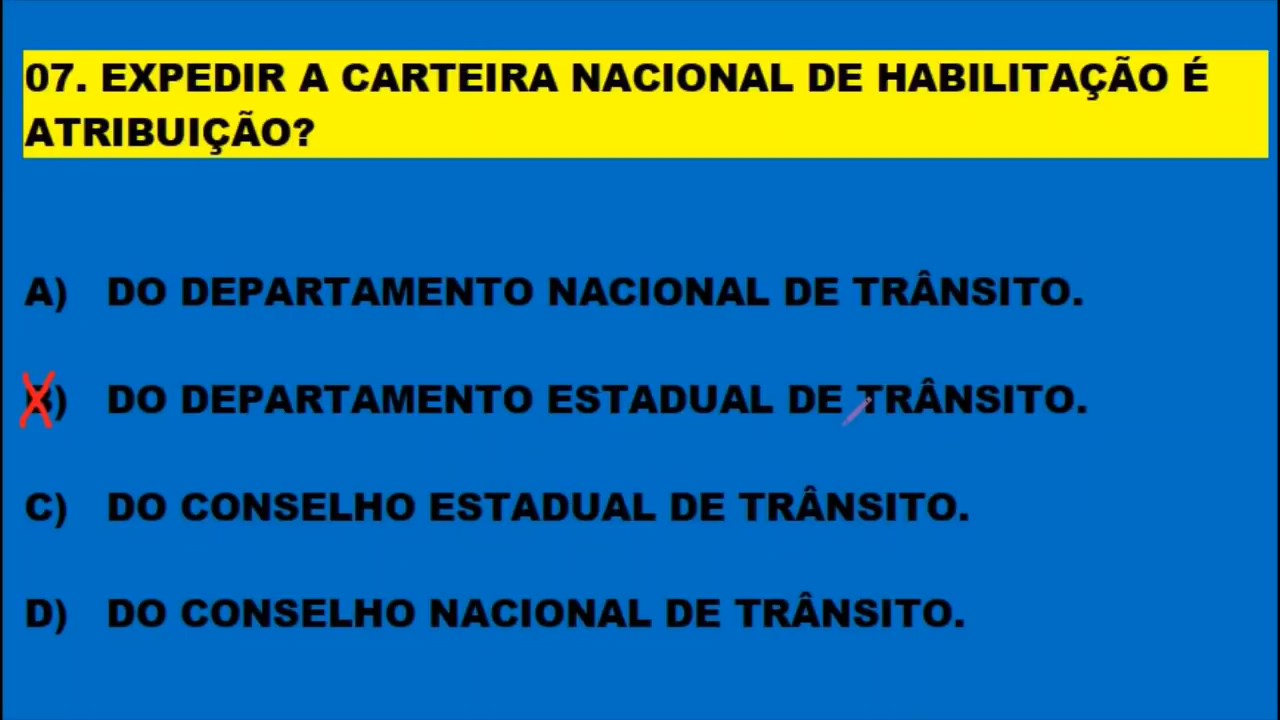 07. EXPEDIR A CARTEIRA NACIONAL DE HABILITAÇÃO É
ATRIBUIÇÃO?
A) DO DEPARTAMENTO NACIONAL DE TRÂNSITO.
B) DO DEPARTAMENTO ESTADUAL DE TRÂNSITO.
C) DO CONSELHO ESTADUAL DE TRÂNSITO.
D) DO CONSELHO NACIONAL DE TRÂNSITO.